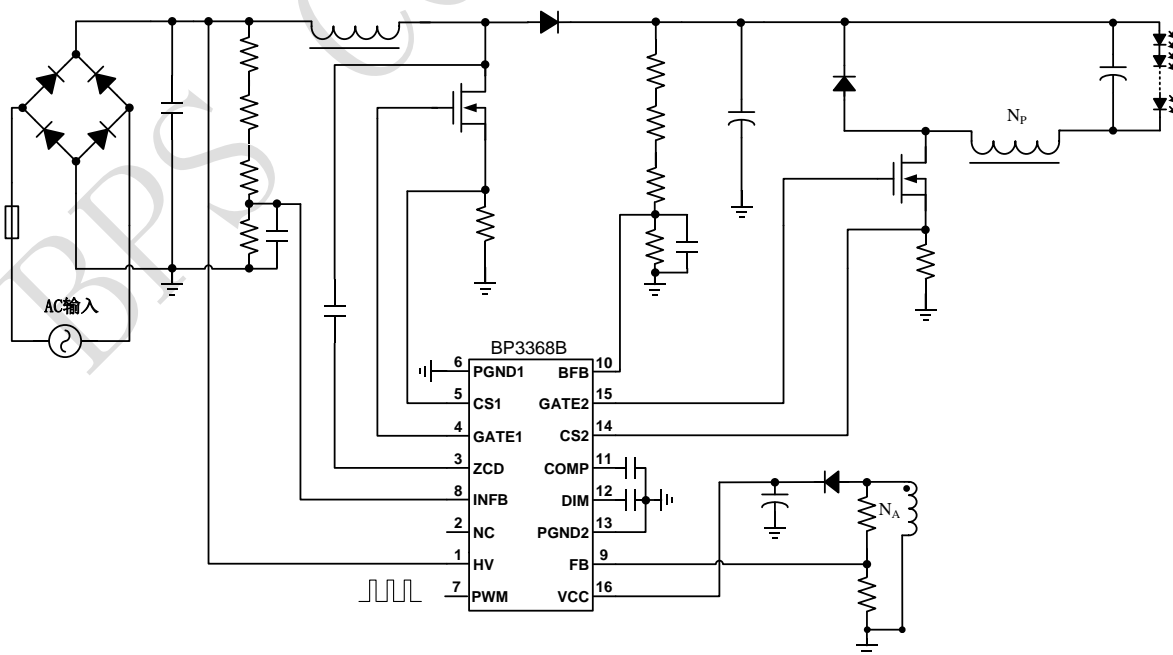 BPS Co
N_P
AC输入
BP3368B
6 PGND1
5 CS1
4 GATE1
3 ZCD
8 INFB
2 NC
1 HV
7 PWM
BFB 10
GATE2 15
CS2 14
COMP 11
DIM 12
PGND2 13
FB 9
VCC 16
N_A